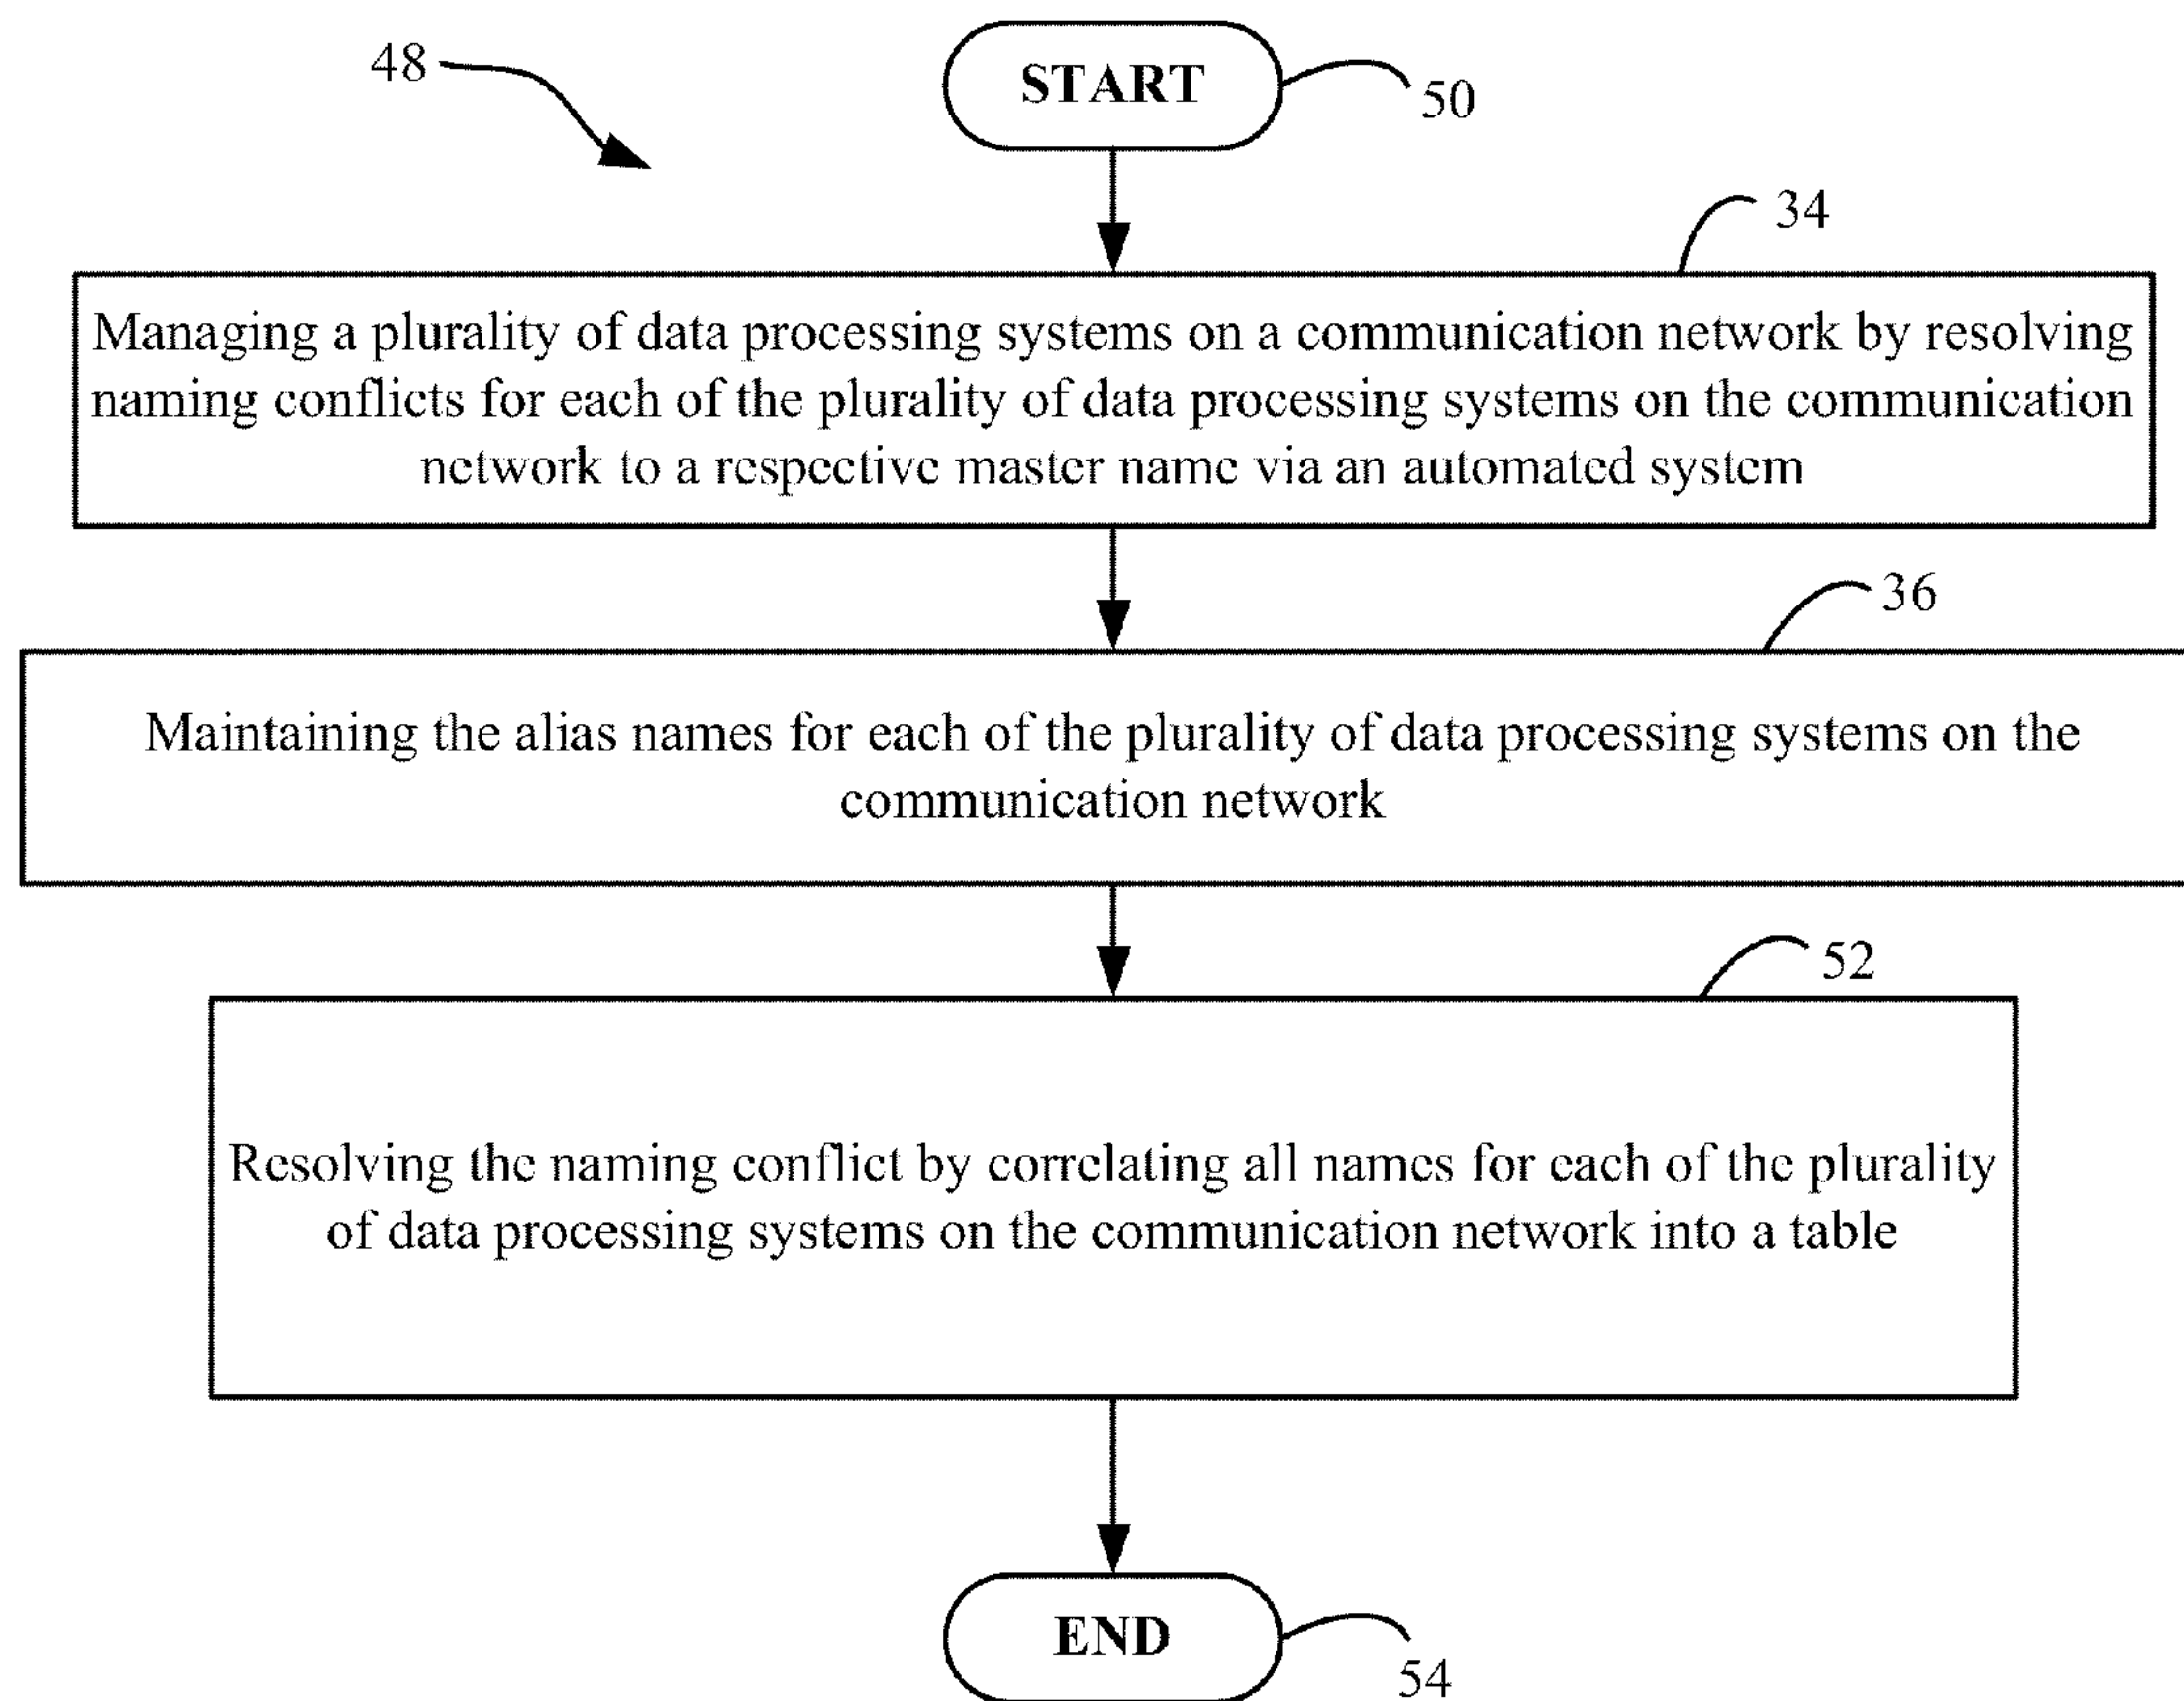 48
START
50
34
Managing a plurality of data processing systems on a communication network by resolving
naming conflicts for each of the plurality of data processing systems on the communication
network to a respective master name via an automated system
36
Maintaining the alias names for each of the plurality of data processing systems on the
communication network
52
Resolving the naming conflict by correlating all names for each of the plurality
of data processing systems on the communication network into a table
END
54